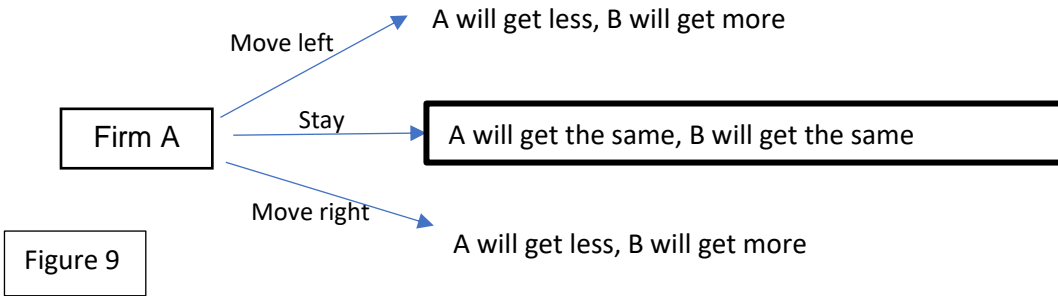 A will get less, B will get more
Move left
Firm A
Stay
A will get the same, B will get the same
Move right
A will get less, B will get more
Figure 9